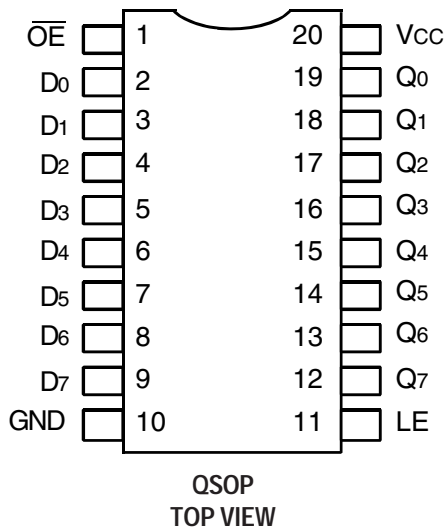 O̅E̅ 1 20 VCC
D0 2 19 Q0
D1 3 18 Q1
D2 4 17 Q2
D3 5 16 Q3
D4 6 15 Q4
D5 7 14 Q5
D6 8 13 Q6
D7 9 12 Q7
GND 10 11 LE
QSOP
TOP VIEW